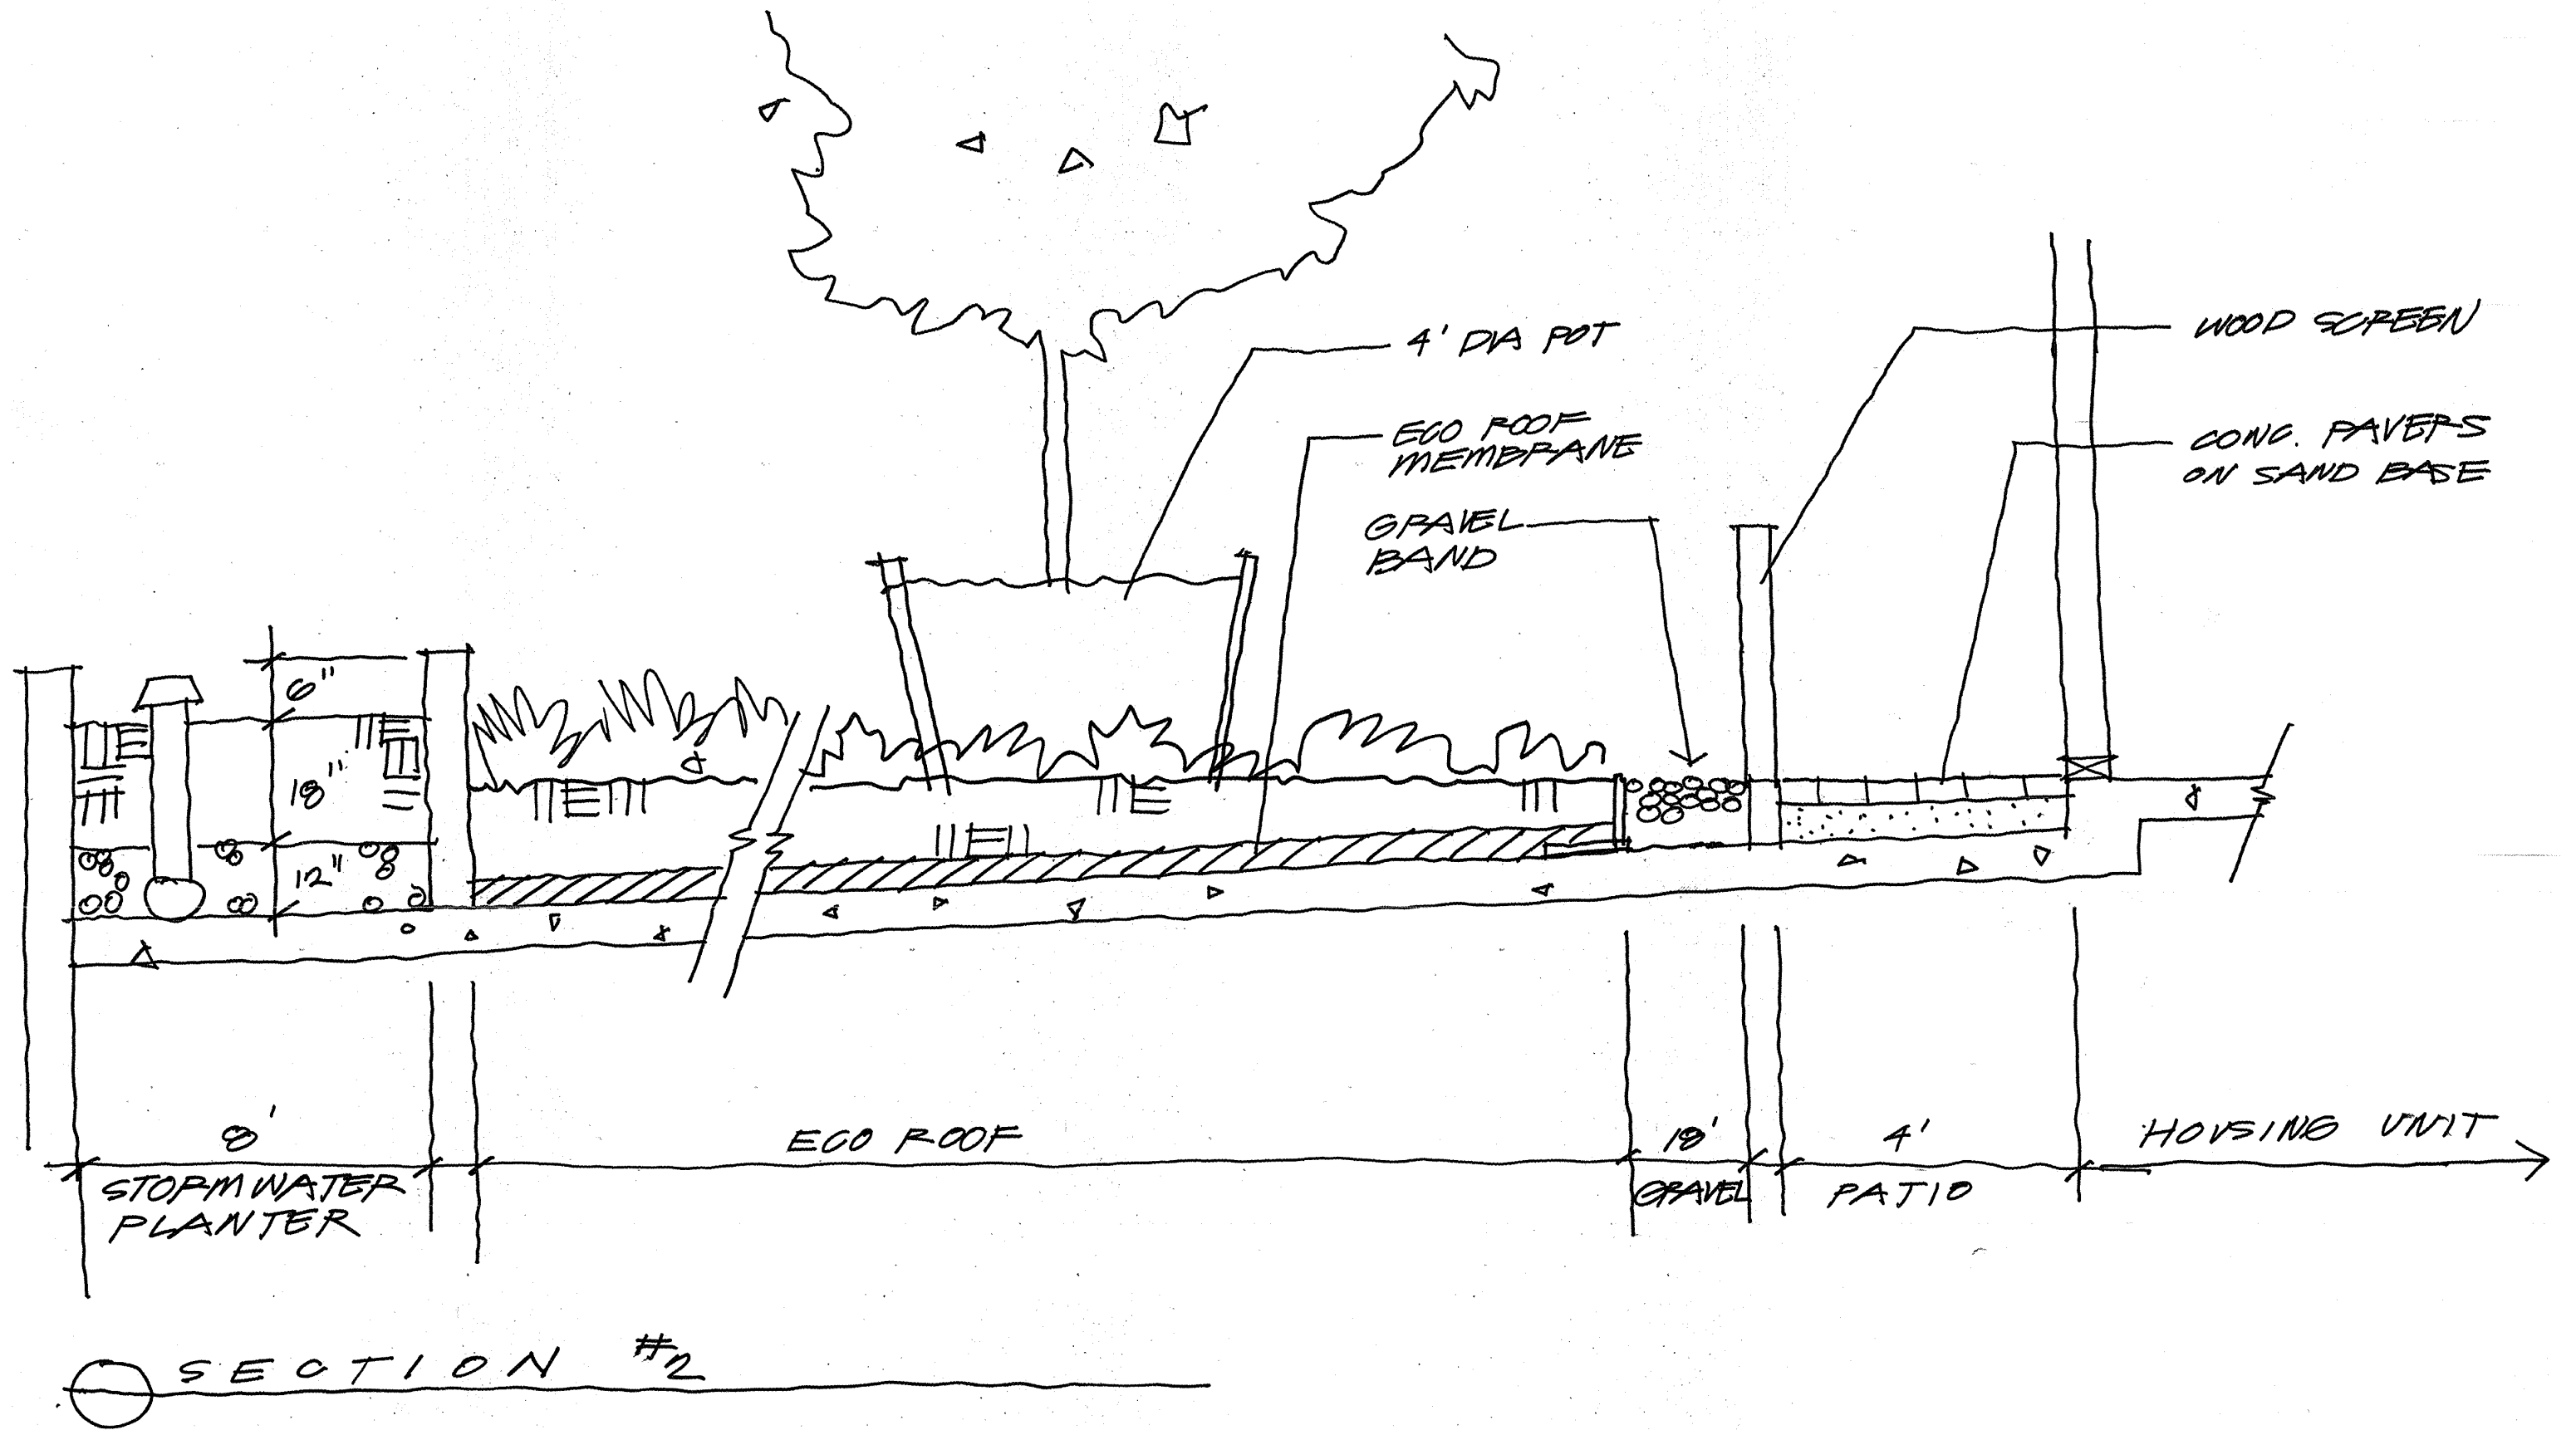 4' DIA POT
WOOD SCREEN
ECO ROOF
MEMBRANE
CONC. PAVERS
ON SAND BASE
GRAVEL
BAND
6"
18"
12"
8'
ECO ROOF
18'
4'
HOUSING UNIT
STORMWATER
PLANTER
GRAVEL
PATIO
SECTION #2